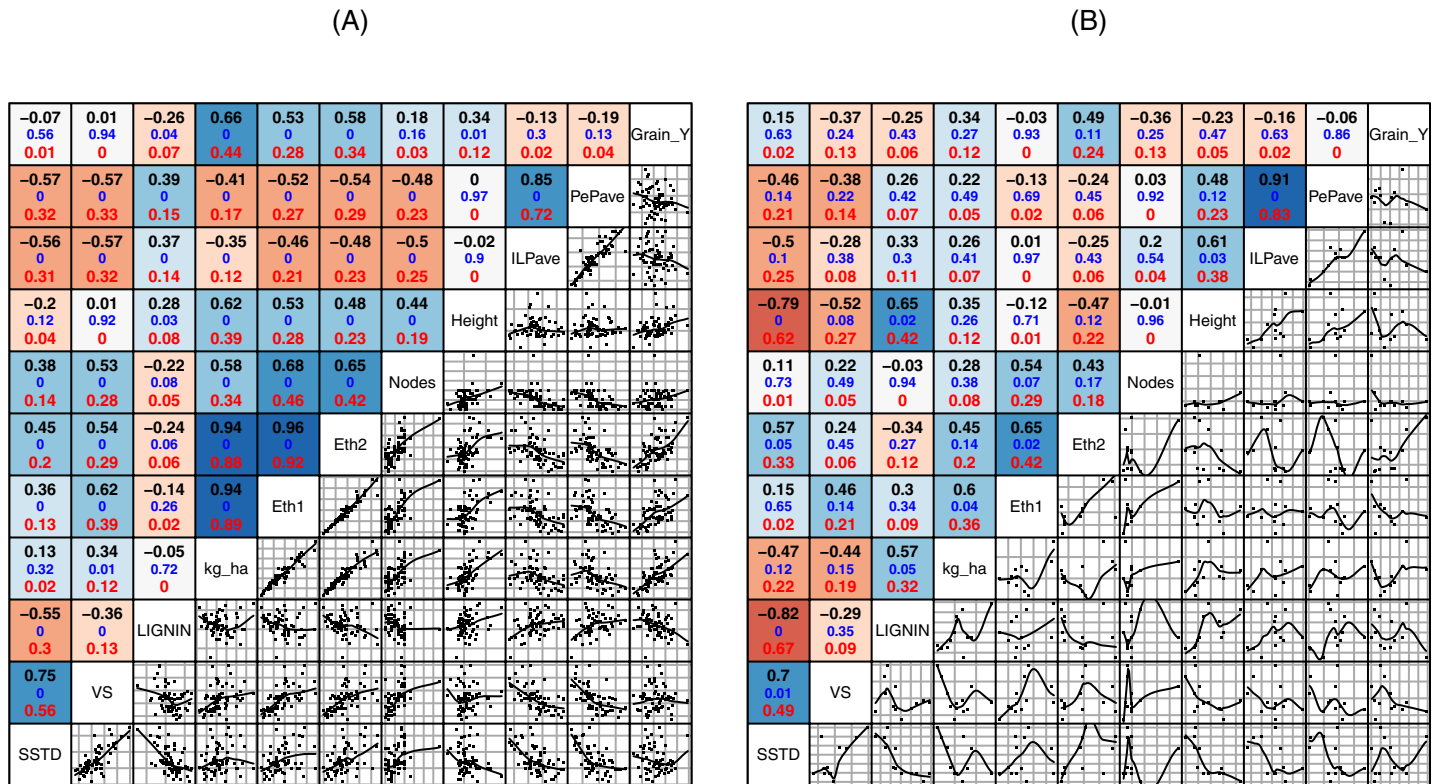 (A)
(B)
−0.07 0.01 −0.26 0.66 0.53 0.58 0.18 0.34 −0.13 −0.19 Grain_Y
0.56 0.94 0.04 0 0 0 0.16 0.01 0.3 0.13
0.01 0 0.07 0.44 0.28 0.34 0.03 0.12 0.02 0.04
−0.57 −0.57 0.39 −0.41 −0.52 −0.54 −0.48 0 0.85 PePave
0 0 0 0 0 0 0 0.97 0
0.32 0.33 0.15 0.17 0.27 0.29 0.23 0 0.72
−0.56 −0.57 0.37 −0.35 −0.46 −0.48 −0.5 −0.02 ILPave
0 0 0 0 0 0 0 0.9
0.31 0.32 0.14 0.12 0.21 0.23 0.25 0
−0.2 0.01 0.28 0.62 0.53 0.48 0.44 Height
0.12 0.92 0.03 0 0 0 0
0.04 0 0.08 0.39 0.28 0.23 0.19
0.38 0.53 −0.22 0.58 0.68 0.65 Nodes
0 0 0.08 0 0 0
0.14 0.28 0.05 0.34 0.46 0.42
0.45 0.54 −0.24 0.94 0.96 Eth2
0 0 0.06 0 0
0.2 0.29 0.06 0.88 0.92
0.36 0.62 −0.14 0.94 Eth1
0 0 0.26 0
0.13 0.39 0.02 0.89
0.13 0.34 −0.05 kg_ha
0.32 0.01 0.72
0.02 0.12 0
−0.55 −0.36 LIGNIN
0 0
0.3 0.13
0.75 VS
0
0.56
SSTD
0.15 −0.37 −0.25 0.34 −0.03 0.49 −0.36 −0.23 −0.16 −0.06 Grain_Y
0.63 0.24 0.43 0.27 0.93 0.11 0.25 0.47 0.63 0.86
0.02 0.13 0.06 0.12 0 0.24 0.13 0.05 0.02 0
−0.46 −0.38 0.26 0.22 −0.13 −0.24 0.03 0.48 0.91 PePave
0.14 0.22 0.42 0.49 0.69 0.45 0.92 0.12 0
0.21 0.14 0.07 0.05 0.02 0.06 0 0.23 0.83
−0.5 −0.28 0.33 0.26 0.01 −0.25 0.2 0.61 ILPave
0.1 0.38 0.3 0.41 0.97 0.43 0.54 0.03
0.25 0.08 0.11 0.07 0 0.06 0.04 0.38
−0.79 −0.52 0.65 0.35 −0.12 −0.47 −0.01 Height
0 0.08 0.02 0.26 0.71 0.12 0.96
0.62 0.27 0.42 0.12 0.01 0.22 0
0.11 0.22 −0.03 0.28 0.54 0.43 Nodes
0.73 0.49 0.94 0.38 0.07 0.17
0.01 0.05 0 0.08 0.29 0.18
0.57 0.24 −0.34 0.45 0.65 Eth2
0.05 0.45 0.27 0.14 0.02
0.33 0.06 0.12 0.2 0.42
0.15 0.46 0.3 0.6 Eth1
0.65 0.14 0.34 0.04
0.02 0.21 0.09 0.36
−0.47 −0.44 0.57 kg_ha
0.12 0.15 0.05
0.22 0.19 0.32
−0.82 −0.29 LIGNIN
0 0.35
0.67 0.09
0.7 VS
0.01
0.49
SSTD